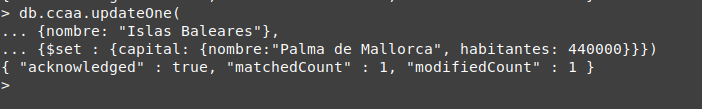 > db.ccaa.updateOne(
... {nombre: "Islas Baleares"},
... {$set : {capital: {nombre:"Palma de Mallorca", habitantes: 440000}}})
{ "acknowledged" : true, "matchedCount" : 1, "modifiedCount" : 1 }
>